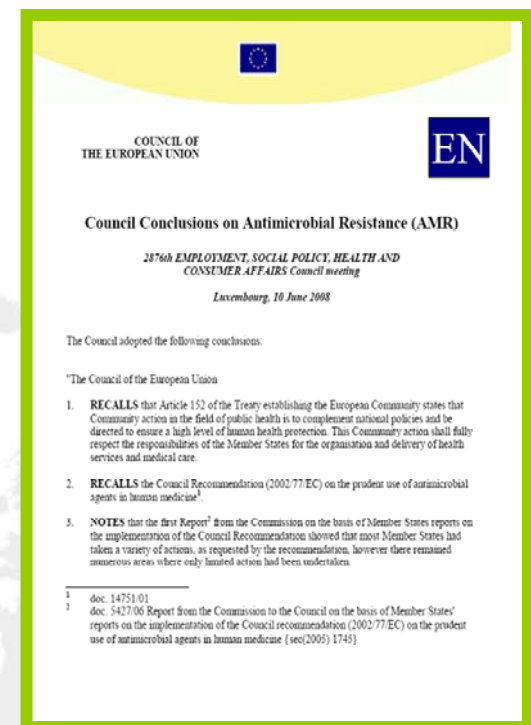 COUNCIL OF
THE EUROPEAN UNION
EN
Council Conclusions on Antimicrobial Resistance (AMR)
2876th EMPLOYMENT, SOCIAL POLICY, HEALTH AND
CONSUMER AFFAIRS Council meeting
Luxembourg, 10 June 2008
The Council adopted the following conclusions:
"The Council of the European Union
1. RECALLS that Article 152 of the Treaty establishing the European Community states that
Community action in the field of public health is to complement national policies and be
directed to ensure a high level of human health protection. This Community action shall fully
respect the responsibilities of the Member States for the organisation and delivery of health
services and medical care.
2. RECALLS the Council Recommendation (2002/77/EC) on the prudent use of antimicrobial
agents in human medicine1.
3. NOTES that the first Report2 from the Commission on the basis of Member States reports on
the implementation of the Council Recommendation showed that most Member States had
taken a variety of actions, as requested by the recommendation, however there remained
numerous areas where only limited action had been undertaken.
1 doc. 14751/01
2 doc. 5427/06 Report from the Commission to the Council on the basis of Member States'
reports on the implementation of the Council recommendation (2002/77/EC) on the prudent
use of antimicrobial agents in human medicine {sec(2005) 1745}